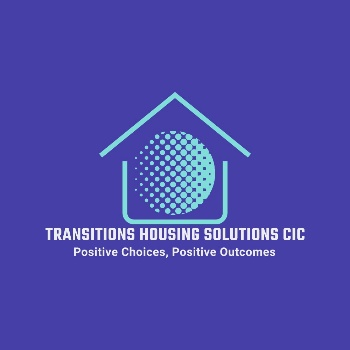 TRANSITIONS HOUSING SOLUTIONS CIC
Positive Choices, Positive Outcomes